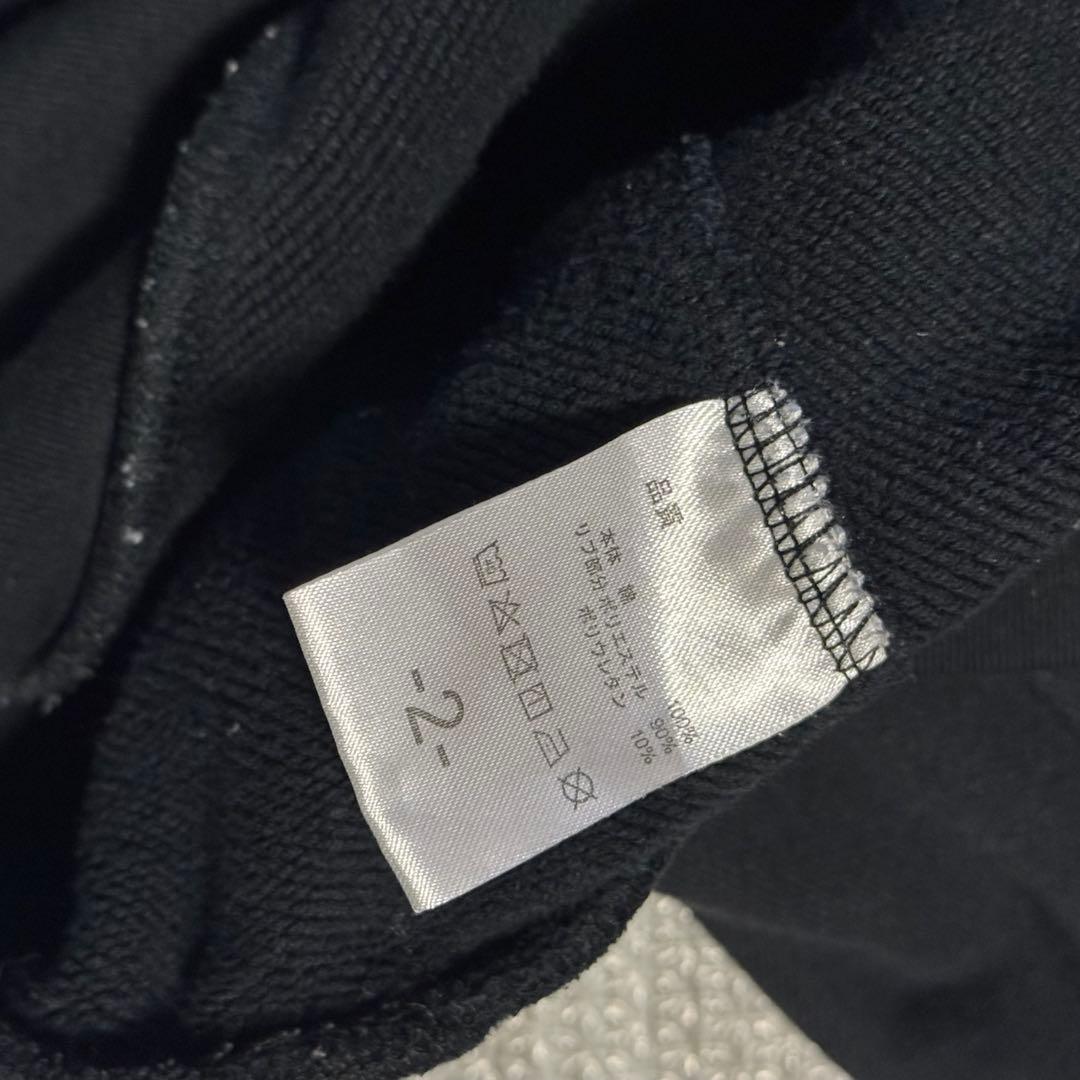 品質
本体 綿 100%
リブ部分:ポリエステル 90%
ポリウレタン 10%
-2-